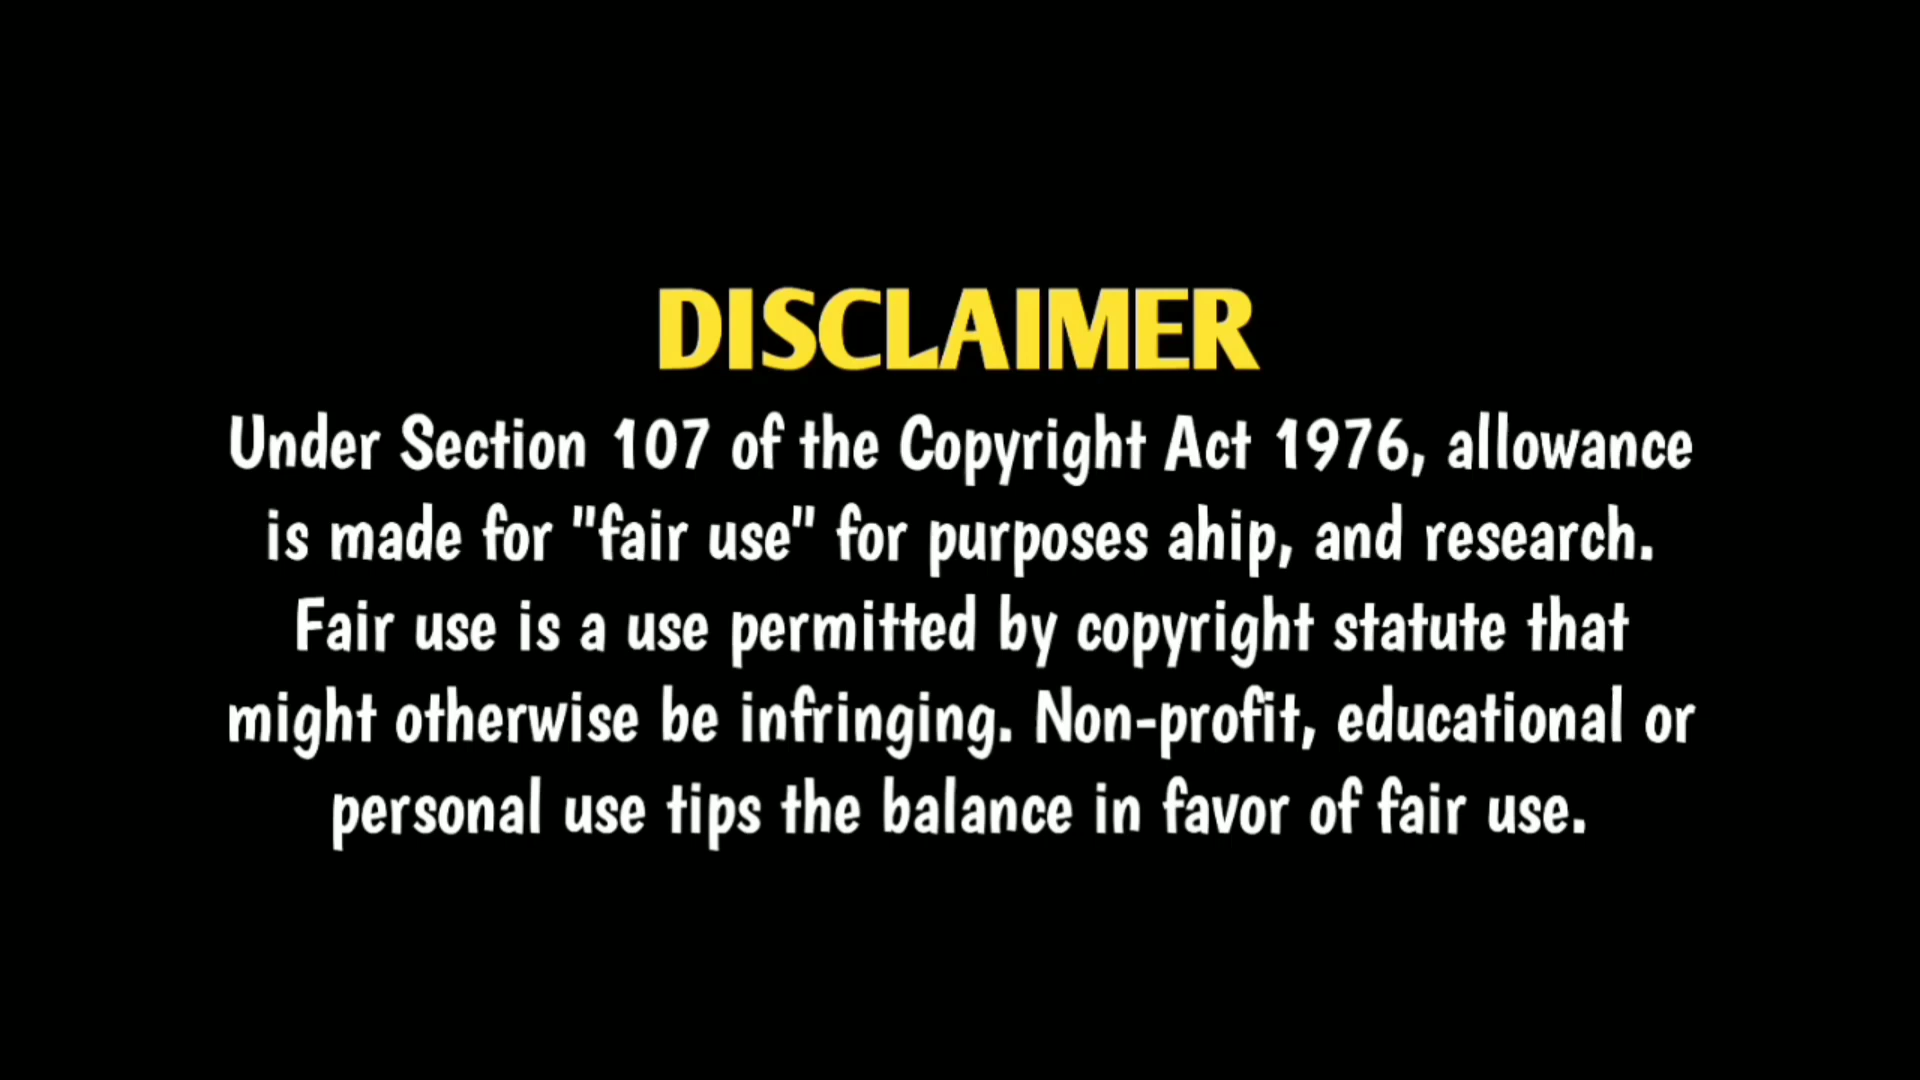 DISCLAIMER
Under Section 107 of the Copyright Act 1976, allowance
is made for "fair use" for purposes ahip, and research.
Fair use is a use permitted by copyright statute that
might otherwise be infringing. Non-profit, educational or
personal use tips the balance in favor of fair use.